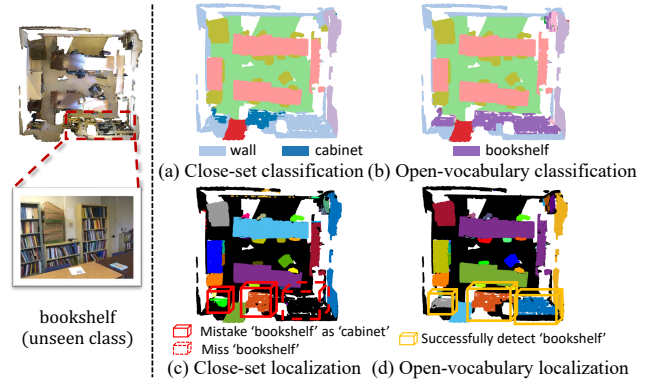 wall cabinet bookshelf
(a) Close-set classification (b) Open-vocabulary classification
bookshelf
(unseen class)
Mistake ‘bookshelf’ as ‘cabinet’
Miss ‘bookshelf’
Successfully detect ‘bookshelf’
(c) Close-set localization (d) Open-vocabulary localization